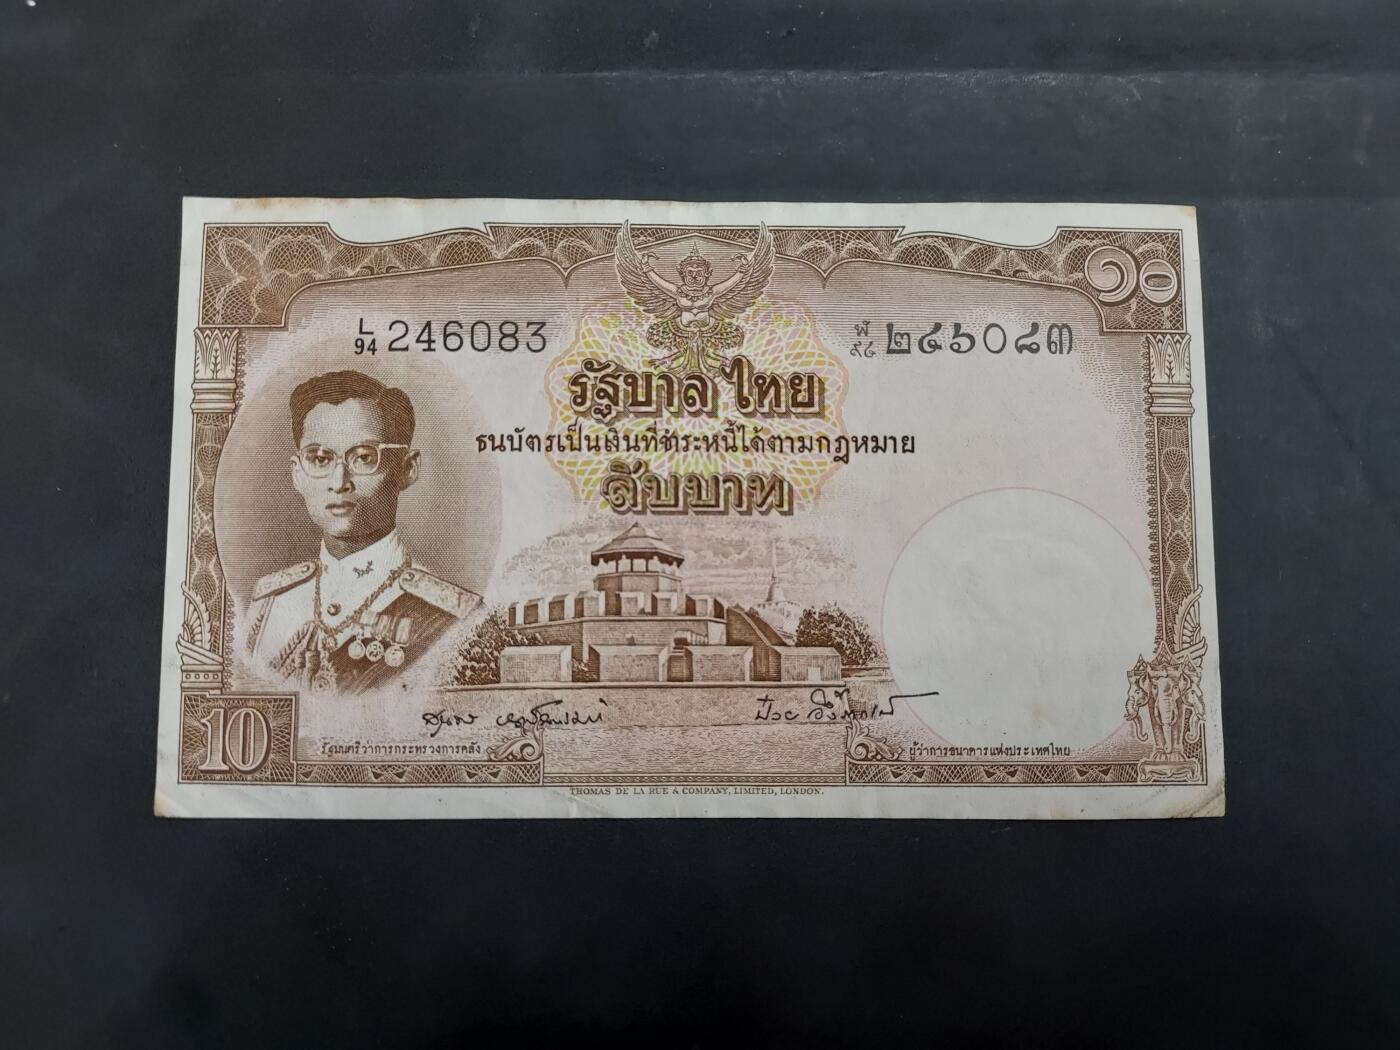 ๑๐
L/94 246083
ฬ/๙๔ ๒๔๖๐๘๓
รัฐบาลไทย
ธนบัตรเป็นเงินที่ชำระหนี้ได้ตามกฎหมาย
สิบบาท
10
รัฐมนตรีว่าการกระทรวงการคลัง
ผู้ว่าการธนาคารแห่งประเทศไทย
THOMAS DE LA RUE & COMPANY, LIMITED, LONDON.